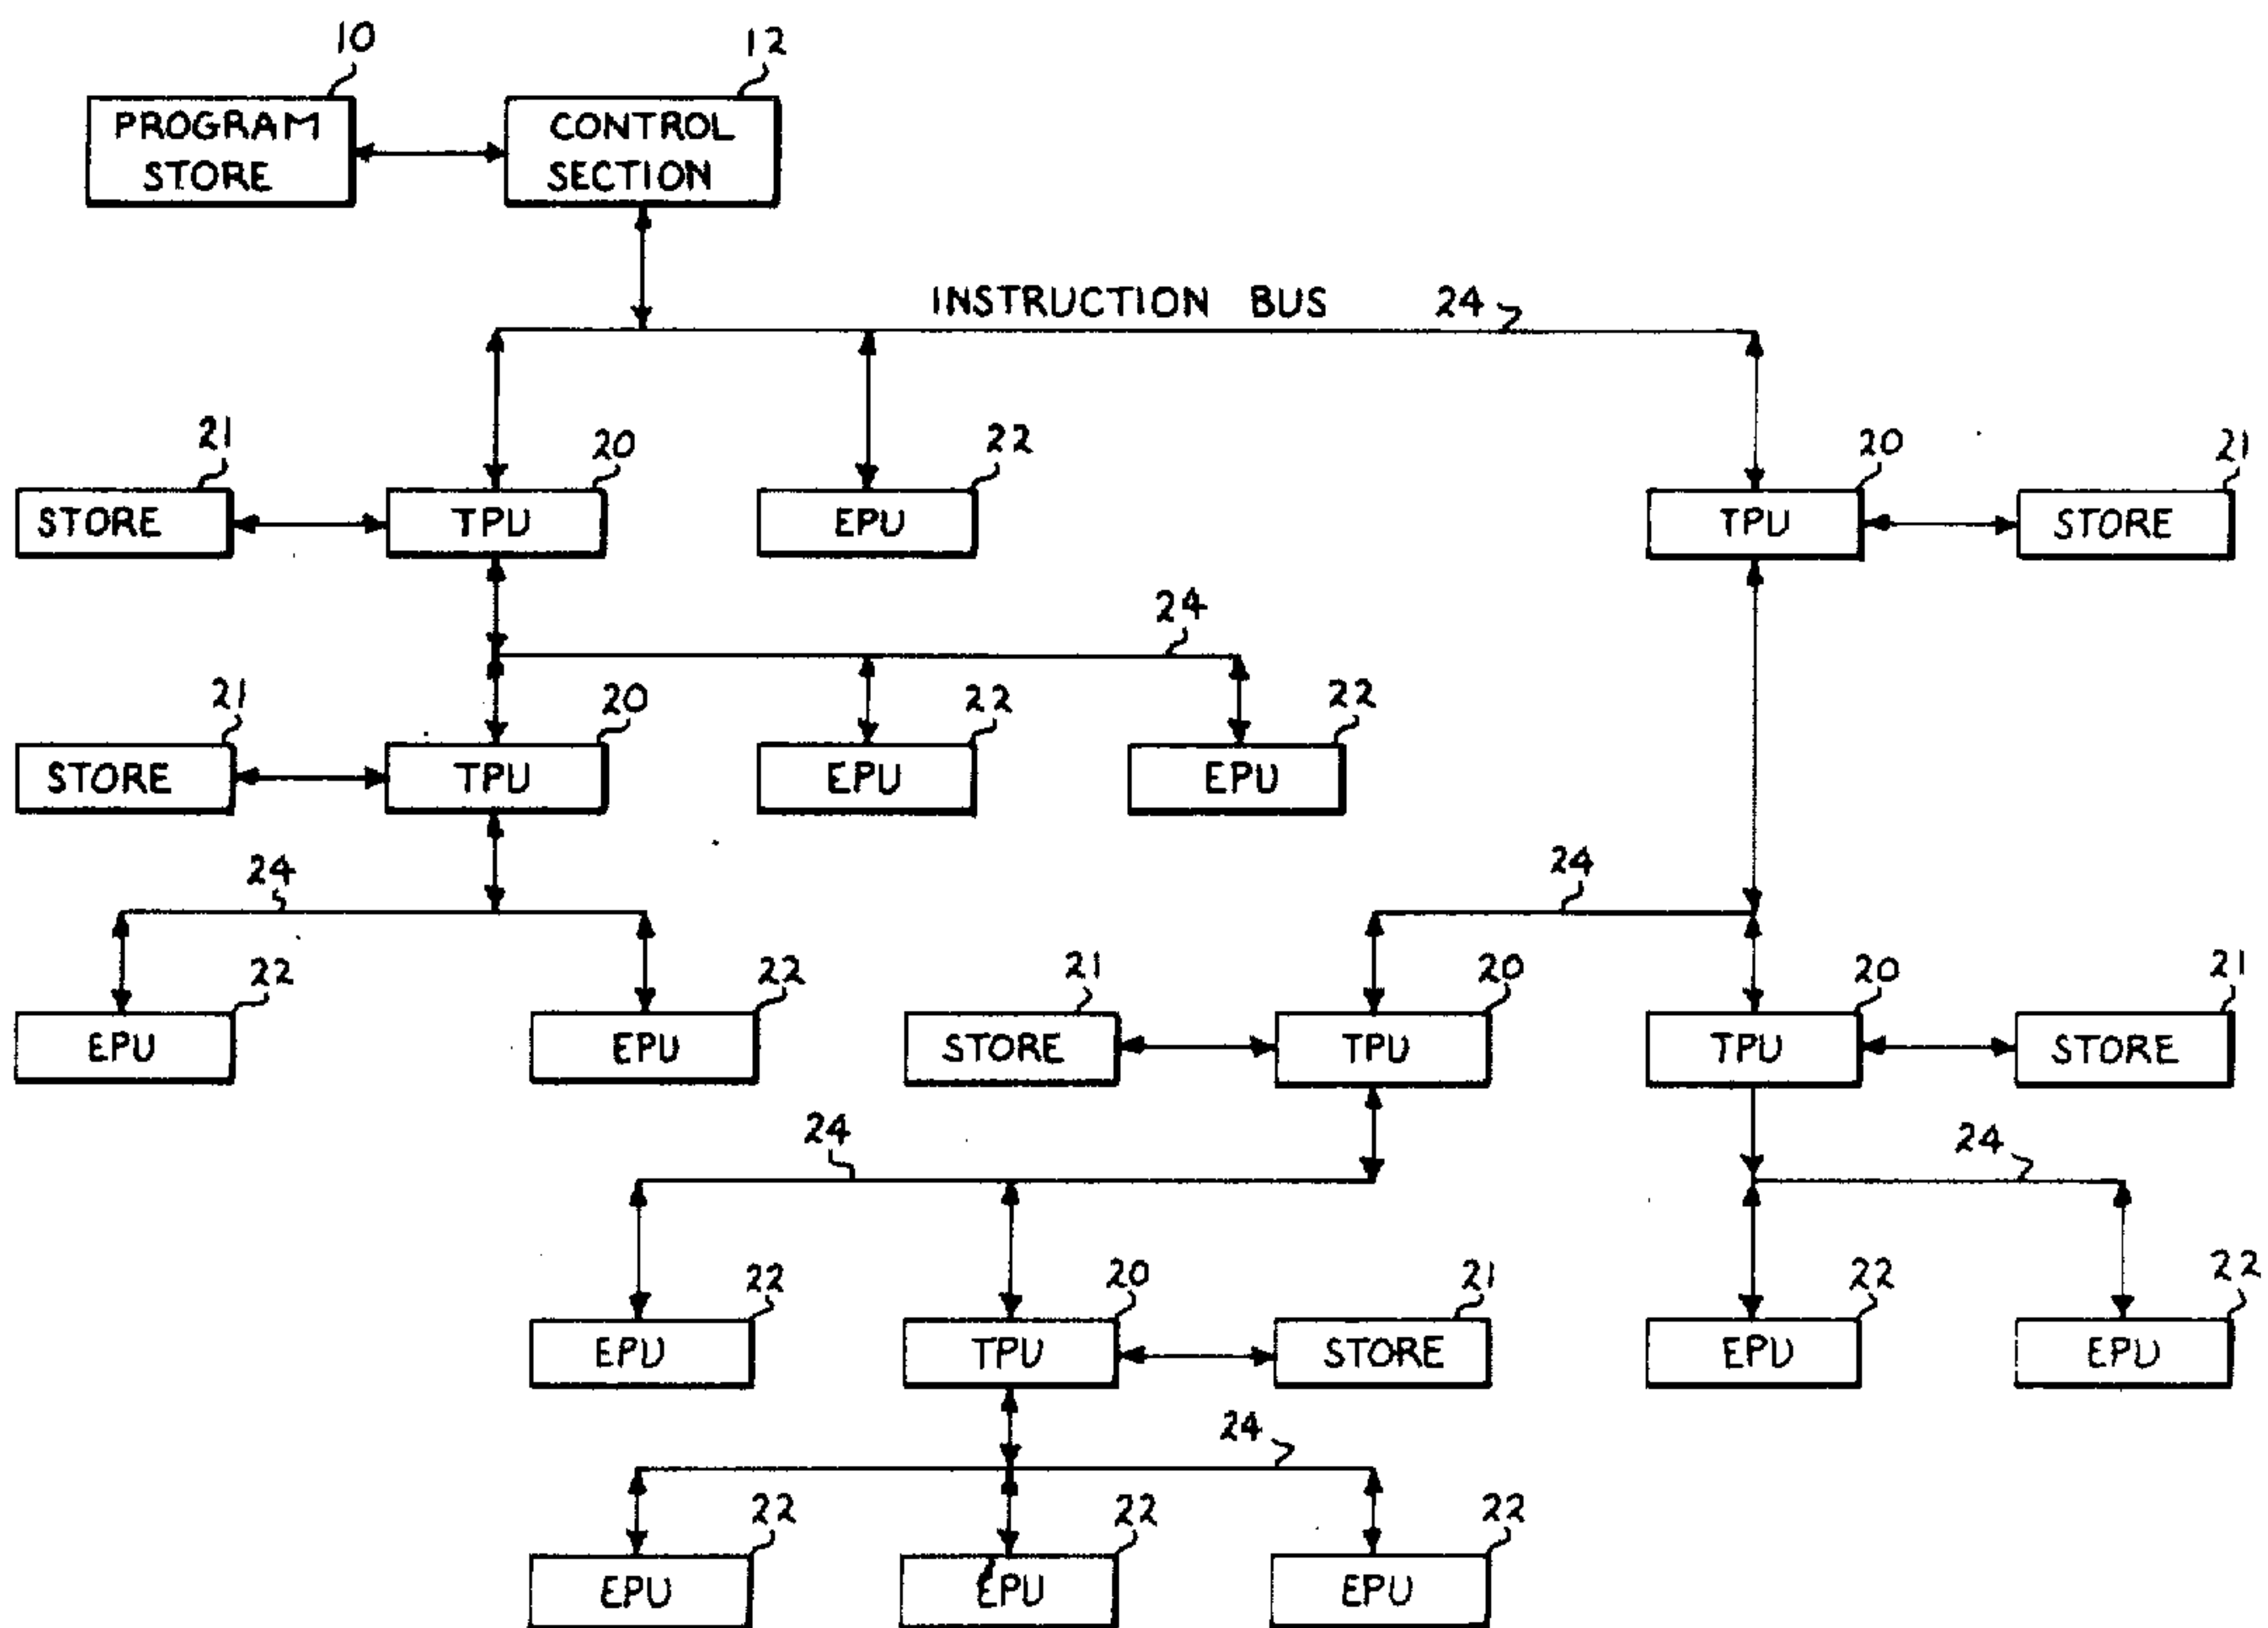 10
12
PROGRAM
STORE
CONTROL
SECTION
INSTRUCTION BUS 24
21
20
22
20
21
STORE
TPU
EPU
TPU
STORE
24
21
20
22
22
STORE
TPU
EPU
EPU
24
24
22
22
21
20
20
21
EPU
EPU
STORE
TPU
TPU
STORE
24
24
22
20
21
22
22
EPU
TPU
STORE
EPU
EPU
24
22
22
22
EPU
EPU
EPU